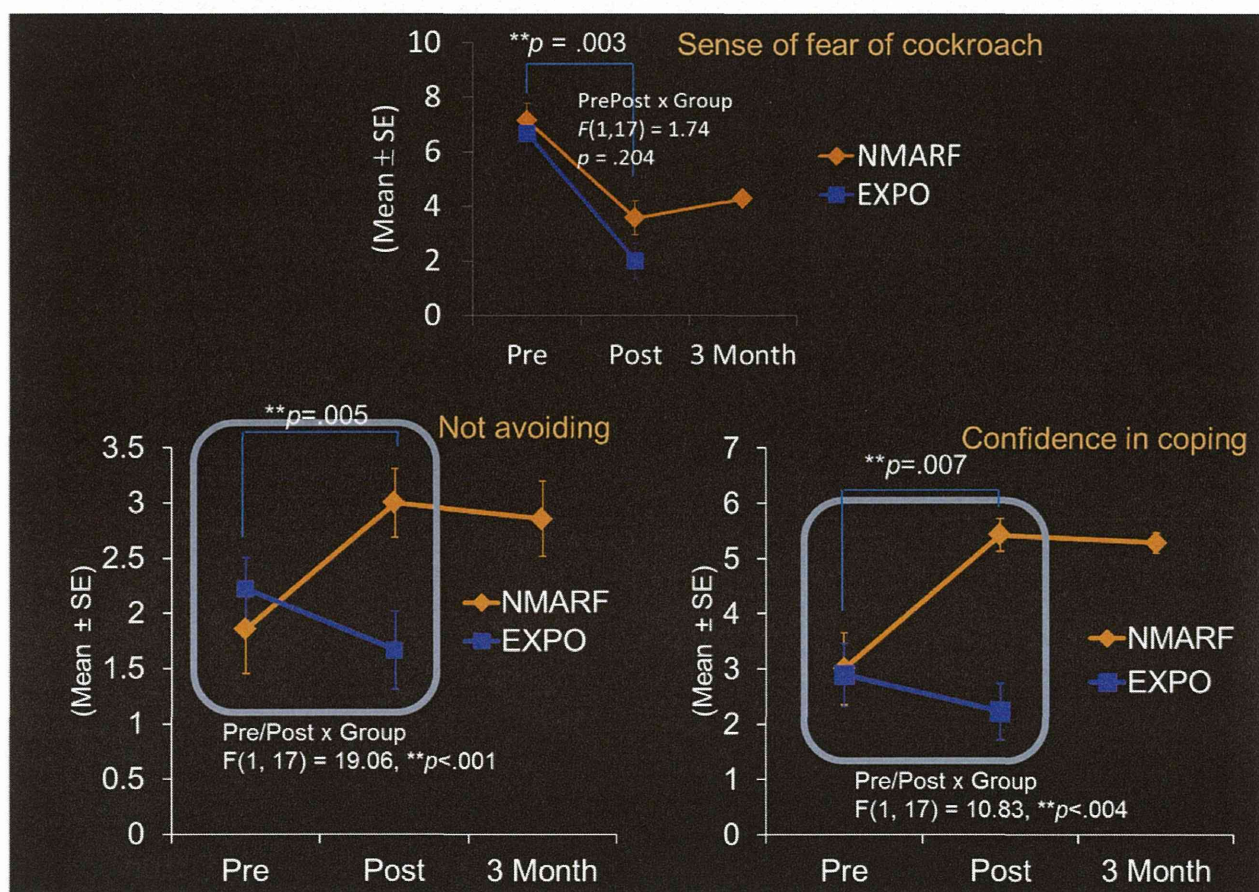 **p = .003
Sense of fear of cockroach
10
8
6
4
2
0
(Mean ± SE)
PrePost x Group
F(1,17) = 1.74
p = .204
NMARF
EXPO
Pre Post 3 Month
**p=.005
Not avoiding
3.5
3
2.5
2
1.5
1
0.5
0
(Mean ± SE)
NMARF
EXPO
Pre/Post x Group
F(1, 17) = 19.06, **p<.001
Pre Post 3 Month
Confidence in coping
**p=.007
7
6
5
4
3
2
1
0
(Mean ± SE)
NMARF
EXPO
Pre/Post x Group
F(1, 17) = 10.83, **p<.004
Pre Post 3 Month